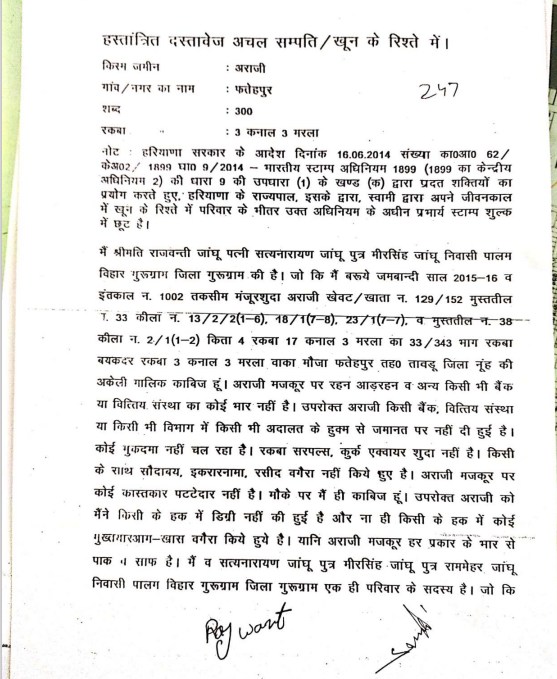 हस्तांत्रित दस्तावेज अचल सम्पति/खून के रिश्ते में।
किस्म जमीन : अराजी
गांव/नगर का नाम : फतेहपुर
247
शब्द : 300
रकबा " : 3 कनाल 3 मरला
नोट : हरियाणा सरकार के आदेश दिनांक 16.06.2014 संख्या का0आ0 62/
के0अ02/ 1899 घा0 9/2014 – भारतीय स्टाम्प अधिनियम 1899 (1899 का केन्द्रीय
अधिनियम 2) की धारा 9 की उपधारा (1) के खण्ड (क) द्वारा प्रदत शक्तियों का
प्रयोग करते हुए, हरियाणा के राज्यपाल, इसके द्वारा, स्वामी द्वारा अपने जीवनकाल
में खून के रिश्ते में परिवार के भीतर उक्त अधिनियम के अधीन प्रभार्य स्टाम्प शुल्क
में छूट है।
मैं श्रीमति राजवन्ती जांघू पत्नी सत्यनारायण जांघू पुत्र मीरसिंह जांघू निवासी पालम
विहार गुरूग्राम जिला गुरूग्राम की है। जो कि मैं बरूये जमबान्दी साल 2015–16 व
इंतकाल न. 1002 तकसीम मंजूरशुदा अराजी खेवट/खाता न. 129/152 मुस्ततील
न. 33 कीला न. 13/2/2(1–6), 18/1(7–8), 23/1(7–7), व मुस्ततील न. 38
कीला न. 2/1(1–2) किता 4 रकबा 17 कनाल 3 मरला का 33/343 भाग रकबा
बयकदर रकबा 3 कनाल 3 मरला वाका मौजा फतेहपुर तह0 तावडू जिला नूंह की
अकेली मालिक काबिज हूं। अराजी मजकूर पर रहन आड़रहन व अन्य किसी भी बैंक
या वित्तिय संस्था का कोई भार नहीं है। उपरोक्त अराजी किसी बैंक, वित्तिय संस्था
या किसी भी विभाग में किसी भी अदालत के हुक्म से जमानत पर नहीं दी हुई है।
कोई मुकदमा नहीं चल रहा है। रकबा सरपल्स, कुर्क एक्वायर शुदा नहीं है। किसी
के साथ सौदाबय, इकरारनामा, रसीद वगैरा नहीं किये हुए है। अराजी मजकूर पर
कोई कास्तकार पटटेदार नहीं है। मौके पर मैं ही काबिज हूं। उपरोक्त अराजी को
मैंने किसी के हक में डिग्री नहीं की हुई है और ना ही किसी के हक में कोई
मुख्तयारआम–खारा वगैरा किये हुये है। यानि अराजी मजकूर हर प्रकार के भार से
पाक व साफ है। मैं व सत्यनारायण जांघू पुत्र मीरसिंह जांघू पुत्र राममेहर जांघू
निवासी पालम विहार गुरूग्राम जिला गुरूग्राम एक ही परिवार के सदस्य है। जो कि
Raywant